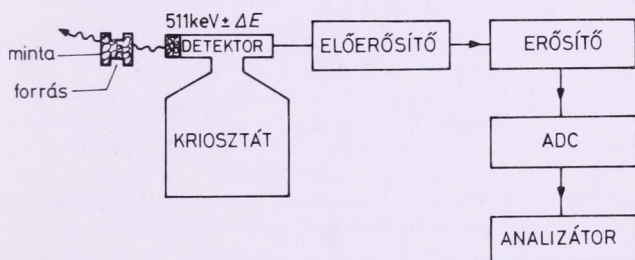 511keV ± ΔE
minta
forrás
DETEKTOR
ELŐERŐSÍTŐ
ERŐSÍTŐ
KRIOSZTÁT
ADC
ANALIZÁTOR